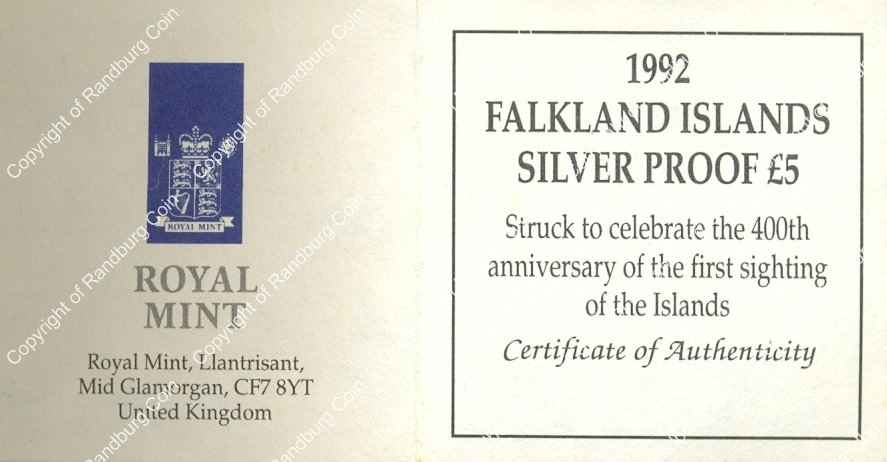 ROYAL MINT
ROYAL
MINT
Royal Mint, Llantrisant,
Mid Glamorgan, CF7 8YT
United Kingdom
1992
FALKLAND ISLANDS
SILVER PROOF £5
Struck to celebrate the 400th
anniversary of the first sighting
of the Islands
Certificate of Authenticity
Copyright of Randburg Coin
Copyright of Randburg Coin
Copyright of Randburg Coin
Copyright of Randburg Coin
Copyright of Randburg Coin